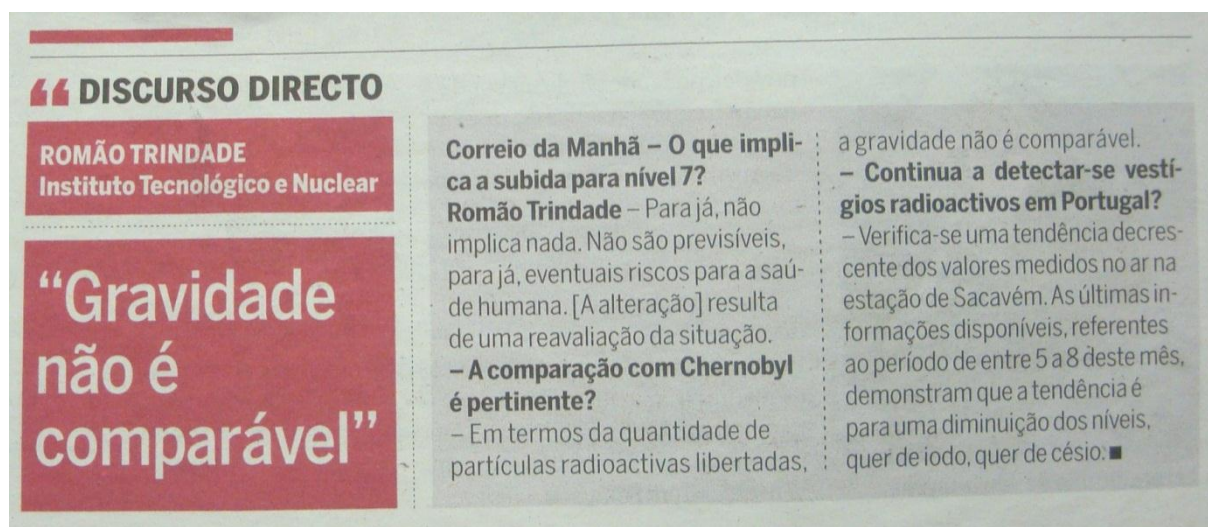 DISCURSO DIRECTO
ROMÃO TRINDADE
Instituto Tecnológico e Nuclear
“Gravidade
não é
comparável”
Correio da Manhã – O que impli-
ca a subida para nível 7?
Romão Trindade – Para já, não
implica nada. Não são previsíveis,
para já, eventuais riscos para a saú-
de humana. [A alteração] resulta
de uma reavaliação da situação.
– A comparação com Chernobyl
é pertinente?
– Em termos da quantidade de
partículas radioactivas libertadas,
a gravidade não é comparável.
– Continua a detectar-se vestí-
gios radioactivos em Portugal?
– Verifica-se uma tendência decres-
cente dos valores medidos no ar na
estação de Sacavém. As últimas in-
formações disponíveis, referentes
ao período de entre 5 a 8 deste mês,
demonstram que a tendência é
para uma diminuição dos níveis,
quer de iodo, quer de césio. ■